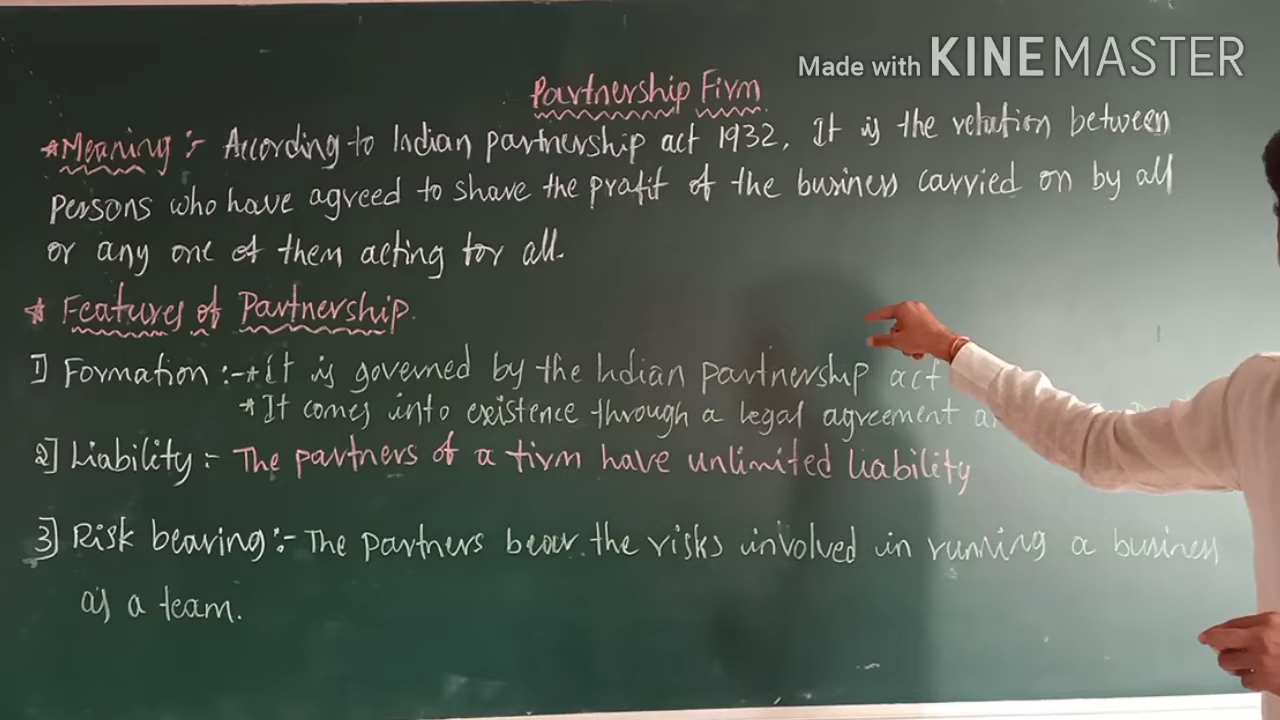 Made with KINEMASTER
Partnership Firm
*Meaning :- According to Indian partnership act 1932, It is the relation between
persons who have agreed to share the profit of the business carried on by all
or any one of them acting for all.
* Features of Partnership.
1] Formation :- *it is governed by the Indian partnership act
*It comes into existence through a legal agreement
2] Liability :- The partners of a firm have unlimited liability
3] Risk bearing :- The partners bear the risks involved in running a business
as a team.